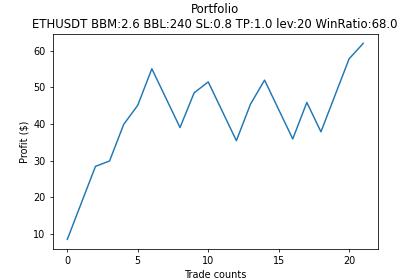 Portfolio
ETHUSDT BBM:2.6 BBL:240 SL:0.8 TP:1.0 lev:20 WinRatio:68.0
60
50
40
30
20
10
Profit ($)
0 5 10 15 20
Trade counts